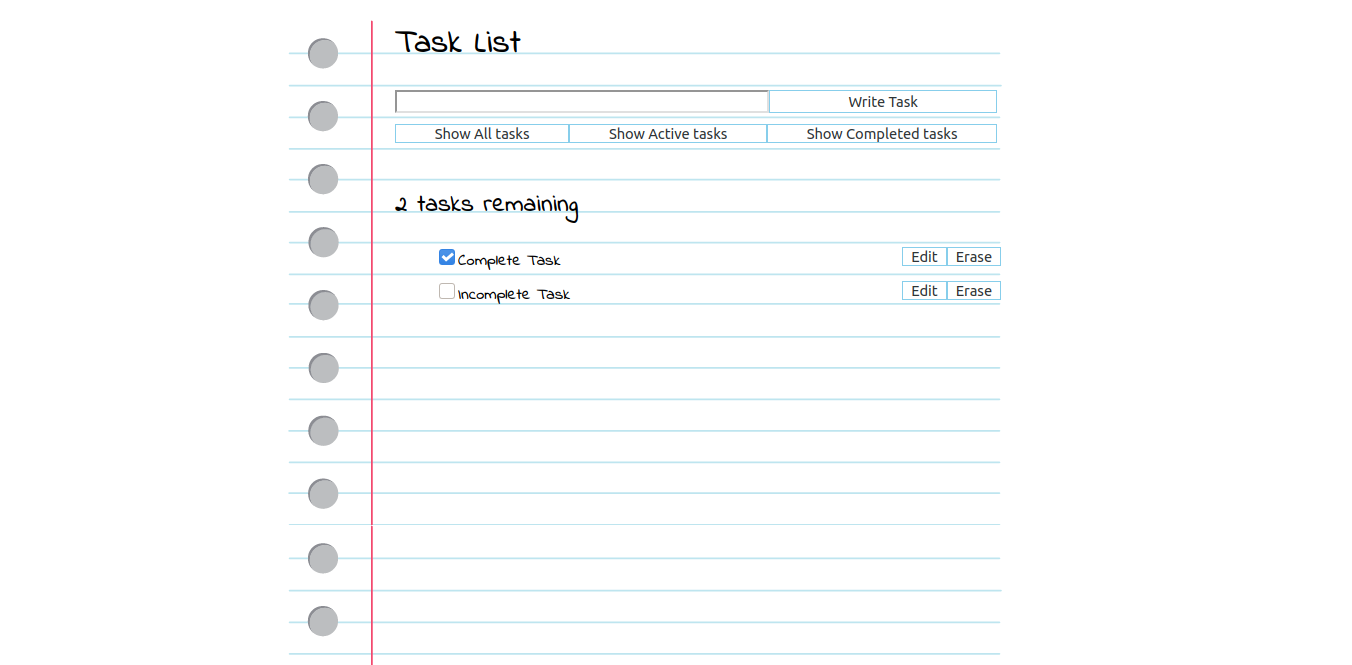 Task List
Write Task
Show All tasks Show Active tasks Show Completed tasks
2 tasks remaining
Complete Task Edit Erase
Incomplete Task Edit Erase